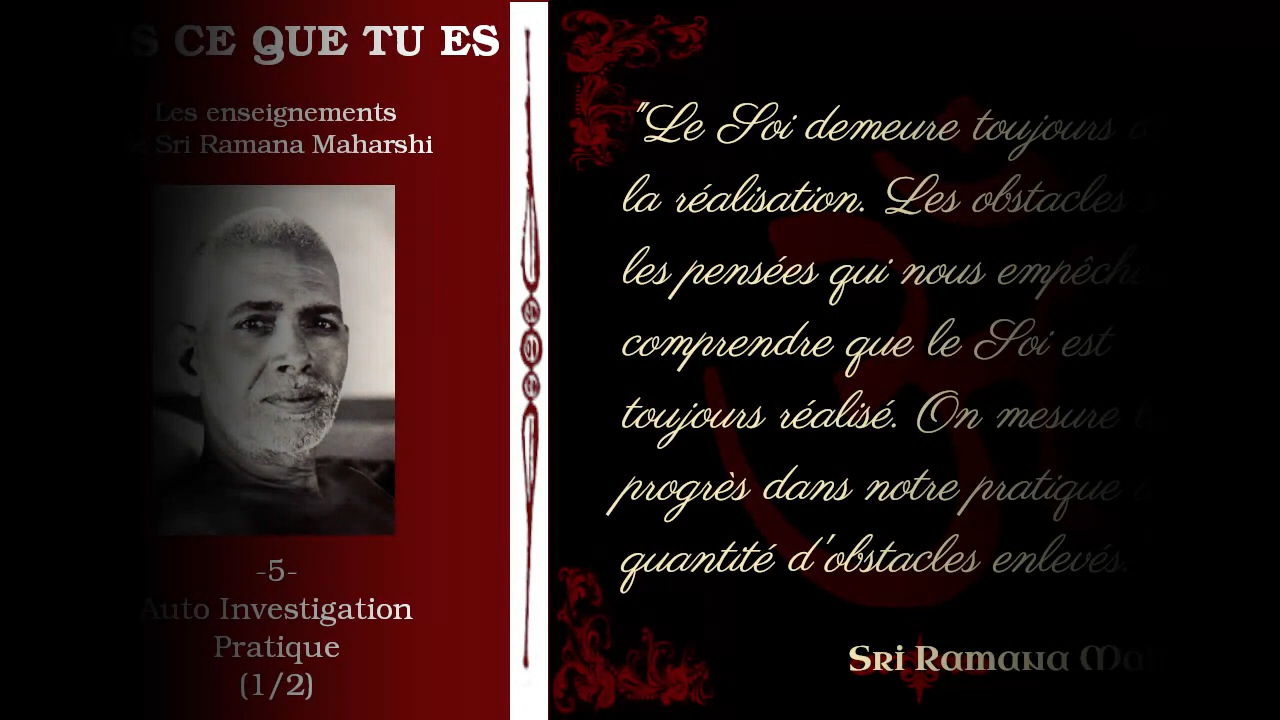 CE QUE TU ES
Les enseignements
Sri Ramana Maharshi
-5-
Auto Investigation
Pratique
(1/2)
"Le Soi demeure toujours
la réalisation. Les obstacles
les pensées qui nous
comprendre que le Soi est
toujours réalisé. On mesure
progrès dans notre pratique
quantité d'obstacles enlevés.
Sri Ramana